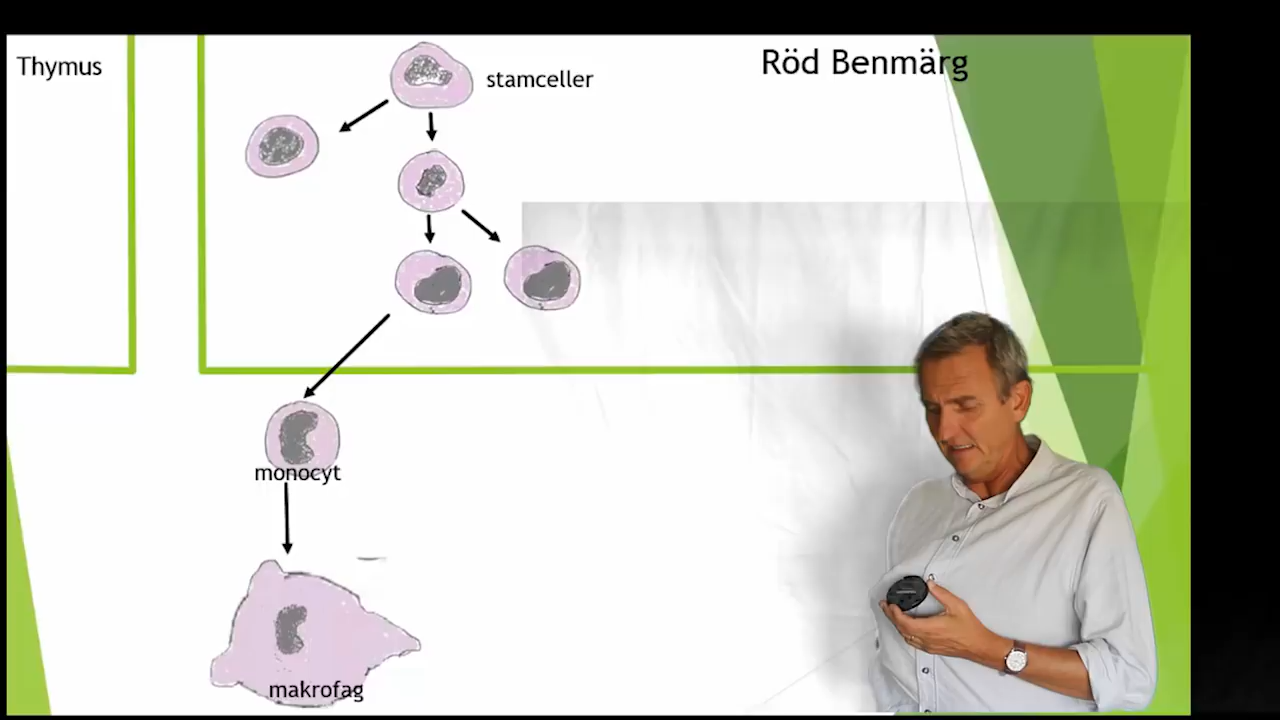 Thymus
stamceller
Röd Benmärg
monocyt
makrofag